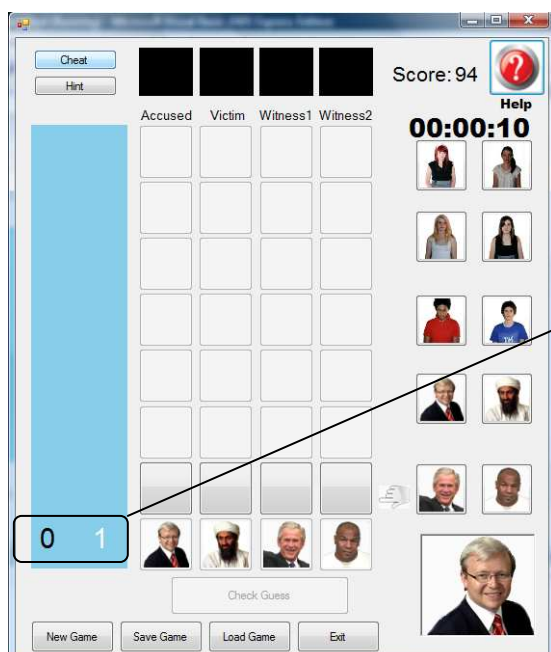 Cheat
Hint
Score: 94
Help
00:00:10
Accused Victim Witness1 Witness2
0 1
Check Guess
New Game Save Game Load Game Exit